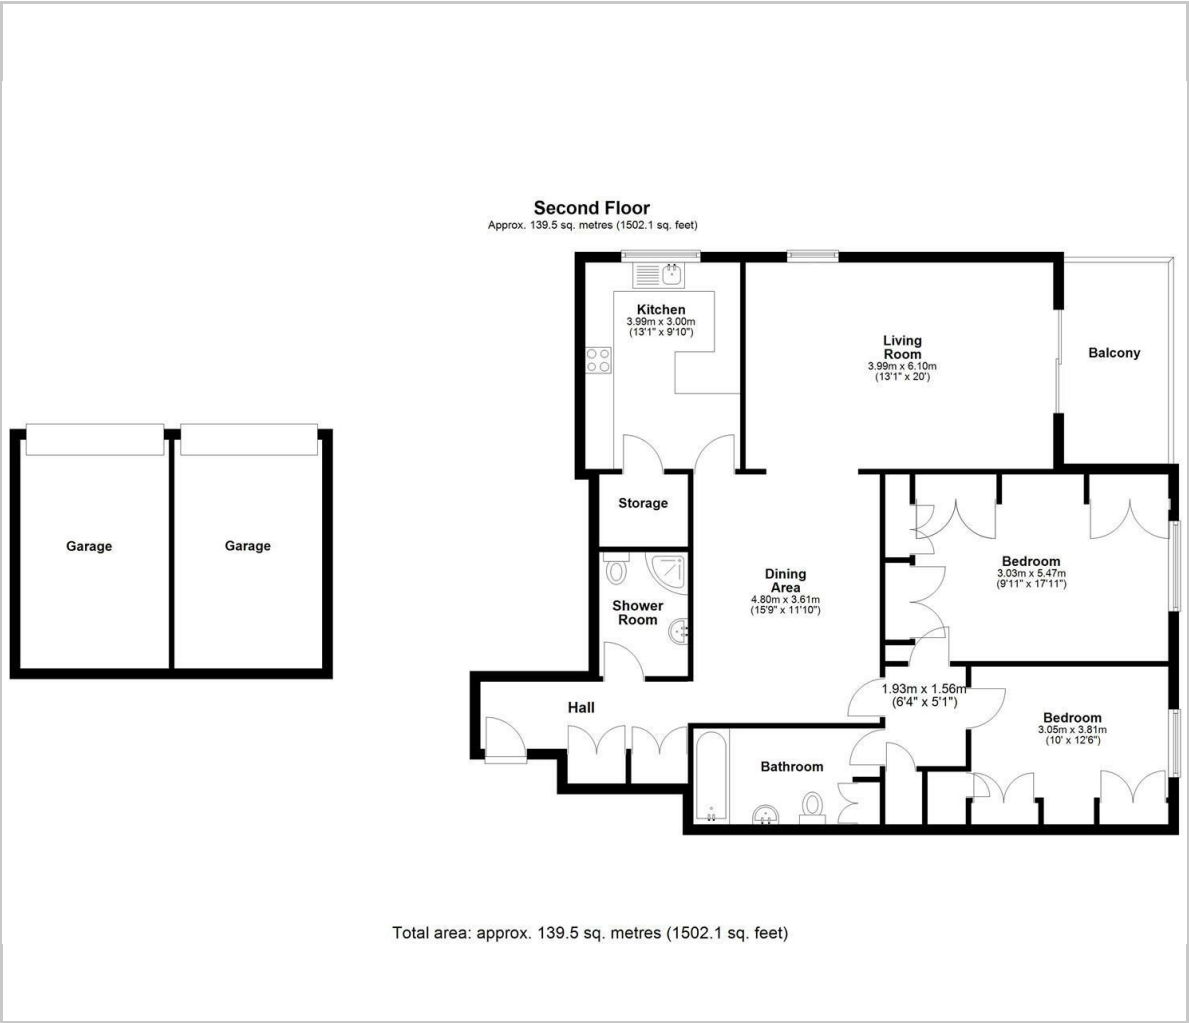 Second Floor
Approx. 139.5 sq. metres (1502.1 sq. feet)
Kitchen
3.99m x 3.00m
(13'1" x 9'10")
Living
Room
3.99m x 6.10m
(13'1" x 20')
Balcony
Garage
Garage
Storage
Shower
Room
Dining
Area
4.80m x 3.61m
(15'9" x 11'10")
Bedroom
3.03m x 5.47m
(9'11" x 17'11")
Hall
1.93m x 1.56m
(6'4" x 5'1")
Bedroom
3.05m x 3.81m
(10' x 12'6")
Bathroom
Total area: approx. 139.5 sq. metres (1502.1 sq. feet)